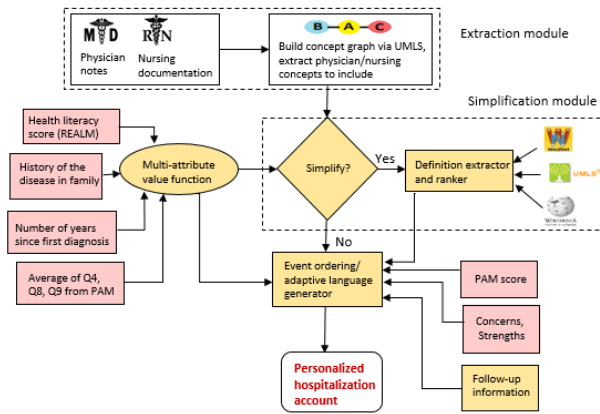 M D
R N
Physician
notes
Nursing
documentation
B A C
Build concept graph via UMLS,
extract physician/nursing
concepts to include
Extraction module
Simplification module
Health literacy
score (REALM)
History of the
disease in family
Number of years
since first diagnosis
Average of Q4,
Q8, Q9 from PAM
Multi-attribute
value function
Simplify?
Yes
No
Definition extractor
and ranker
W
WordNet
UMLS
WIKIPEDIA
Event ordering/
adaptive language
generator
PAM score
Concerns,
Strengths
Follow-up
information
Personalized
hospitalization
account